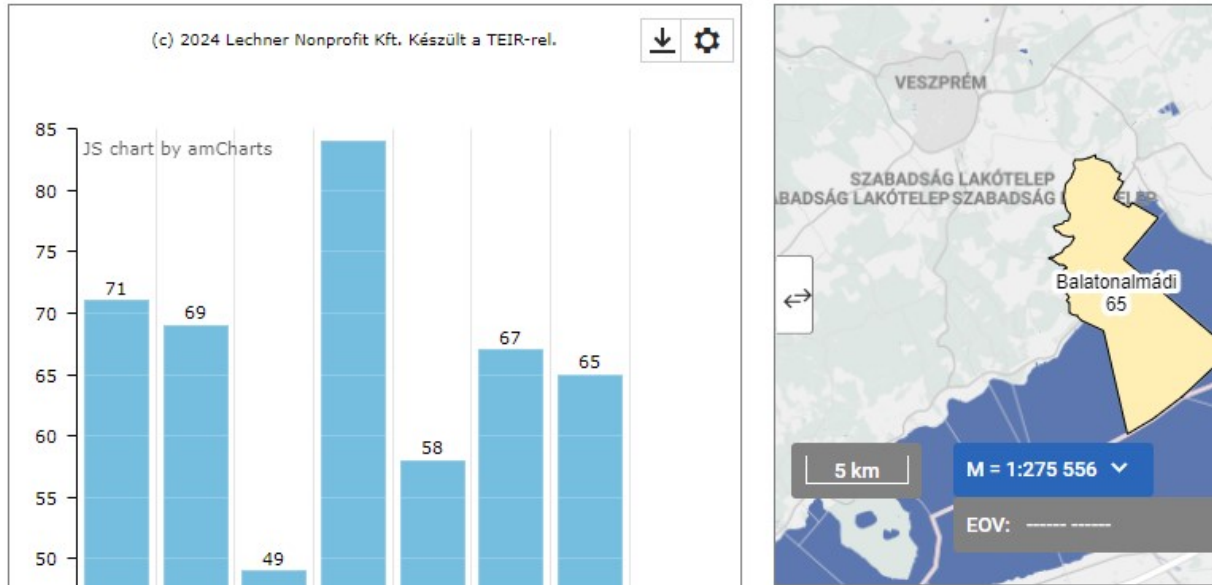 (c) 2024 Lechner Nonprofit Kft. Készült a TEIR-rel.
85
JS chart by amCharts
80
75
71
70
69
67
65
65
60
58
55
50
49
VESZPRÉM
SZABADSÁG LAKÓTELEP
ABADSÁG LAKÓTELEP SZABADSÁG L ELEP
Balatonalmádi
65
5 km
M = 1:275 556
EOV: ------ ------